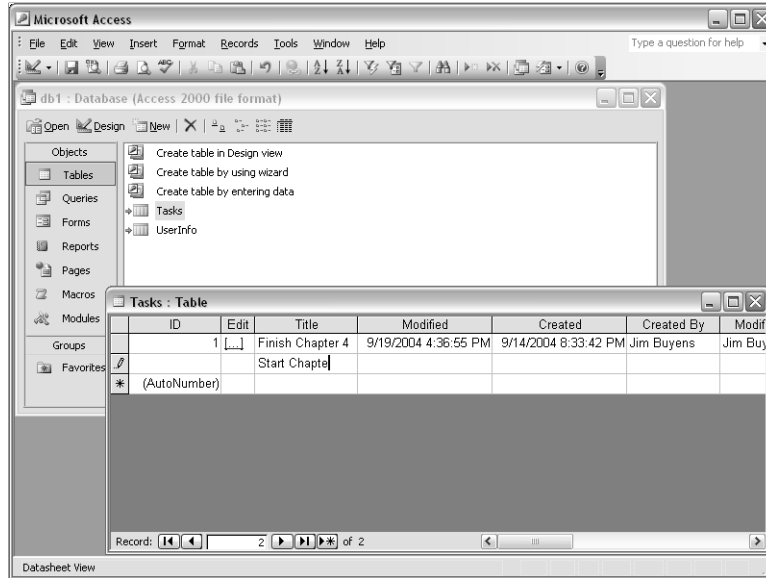 Microsoft Access
File Edit View Insert Format Records Tools Window Help Type a question for help
db1 : Database (Access 2000 file format)
Open Design New
Objects
Tables
Queries
Forms
Reports
Pages
Macros
Modules
Groups
Favorites
Create table in Design view
Create table by using wizard
Create table by entering data
Tasks
UserInfo
Tasks : Table
ID Edit Title Modified Created Created By Modif
1 [...] Finish Chapter 4 9/19/2004 4:36:55 PM 9/14/2004 8:33:42 PM Jim Buyens Jim Buy
Start Chapte
(AutoNumber)
Record: 2 of 2
Datasheet View